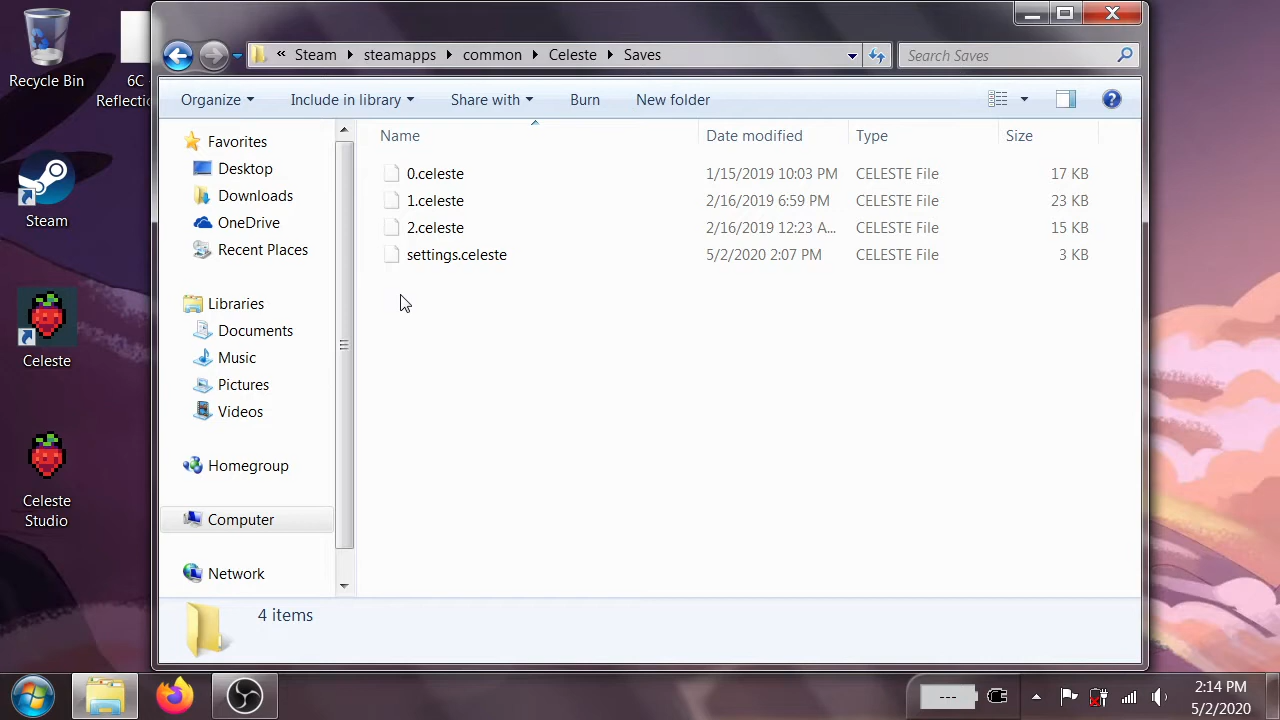 Recycle Bin
6C
Reflecti
Steam
Celeste
Celeste
Studio
« Steam steamapps common Celeste Saves
Search Saves
Organize Include in library Share with Burn New folder
Name Date modified Type Size
0.celeste 1/15/2019 10:03 PM CELESTE File 17 KB
1.celeste 2/16/2019 6:59 PM CELESTE File 23 KB
2.celeste 2/16/2019 12:23 A... CELESTE File 15 KB
settings.celeste 5/2/2020 2:07 PM CELESTE File 3 KB
Favorites
Desktop
Downloads
OneDrive
Recent Places
Libraries
Documents
Music
Pictures
Videos
Homegroup
Computer
Network
4 items
---
2:14 PM
5/2/2020